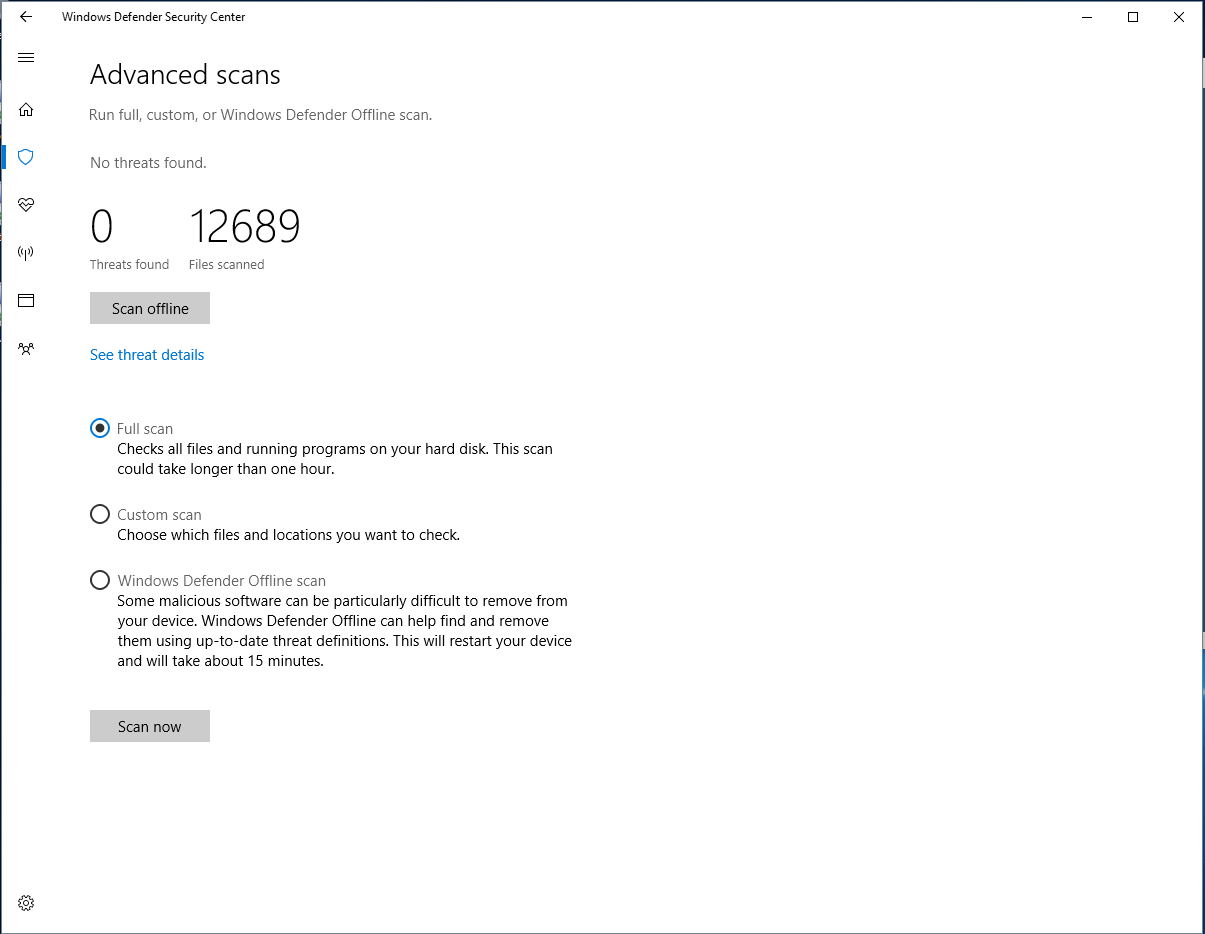 Windows Defender Security Center
Advanced scans
Run full, custom, or Windows Defender Offline scan.
No threats found.
0 12689
Threats found Files scanned
Scan offline
See threat details
Full scan
Checks all files and running programs on your hard disk. This scan
could take longer than one hour.
Custom scan
Choose which files and locations you want to check.
Windows Defender Offline scan
Some malicious software can be particularly difficult to remove from
your device. Windows Defender Offline can help find and remove
them using up-to-date threat definitions. This will restart your device
and will take about 15 minutes.
Scan now